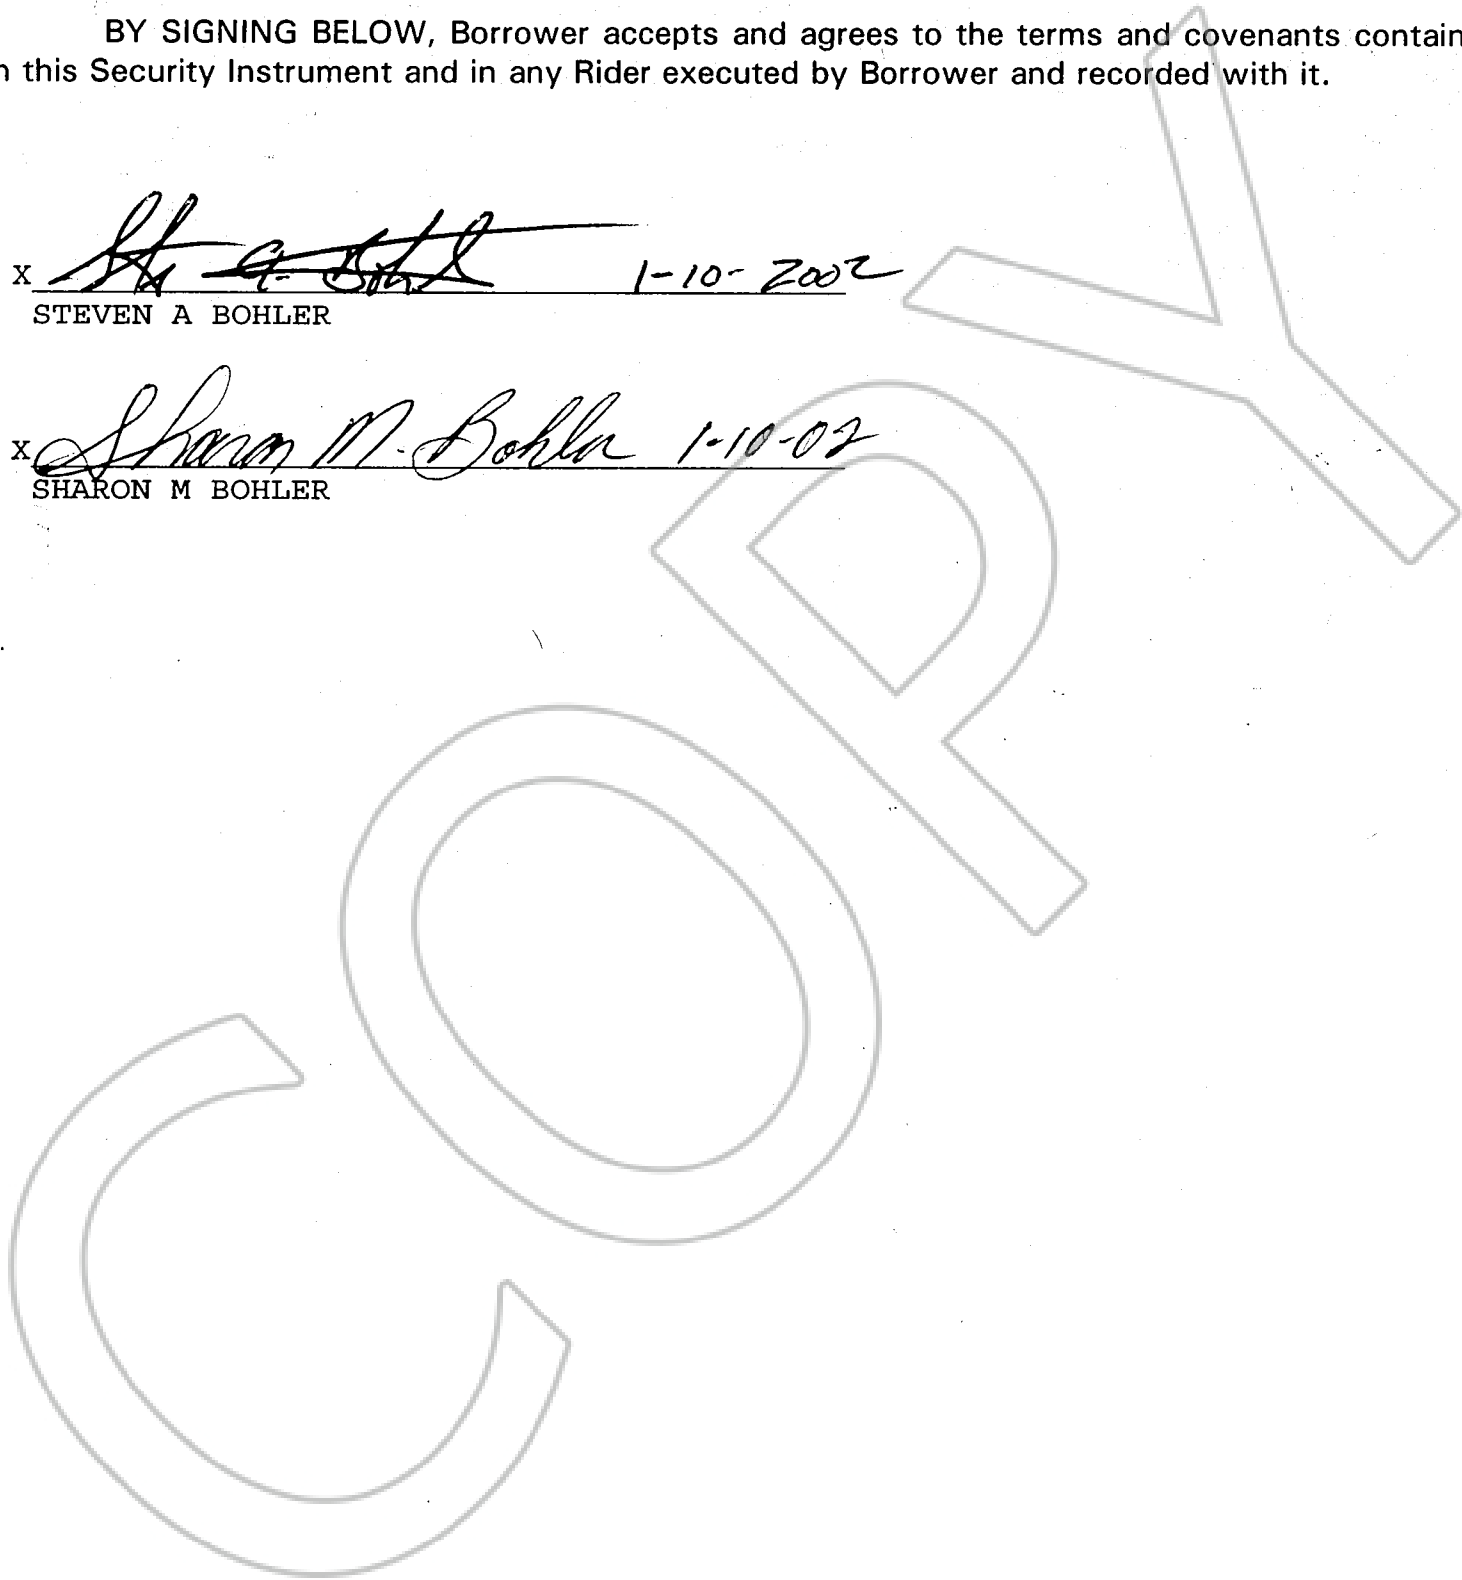 BY SIGNING BELOW, Borrower accepts and agrees to the terms and covenants contain
n this Security Instrument and in any Rider executed by Borrower and recorded with it.
X Ste A. Bohler 1-10-2002
STEVEN A BOHLER
X Sharon M. Bohler 1-10-02
SHARON M BOHLER
COPY